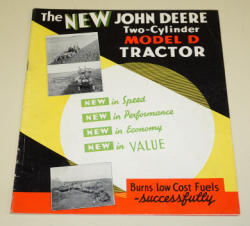 The NEW JOHN DEERE
Two-Cylinder
MODEL D
TRACTOR
NEW in Speed
NEW in Performance
NEW in Economy
NEW in VALUE
Burns Low Cost Fuels
-successfully